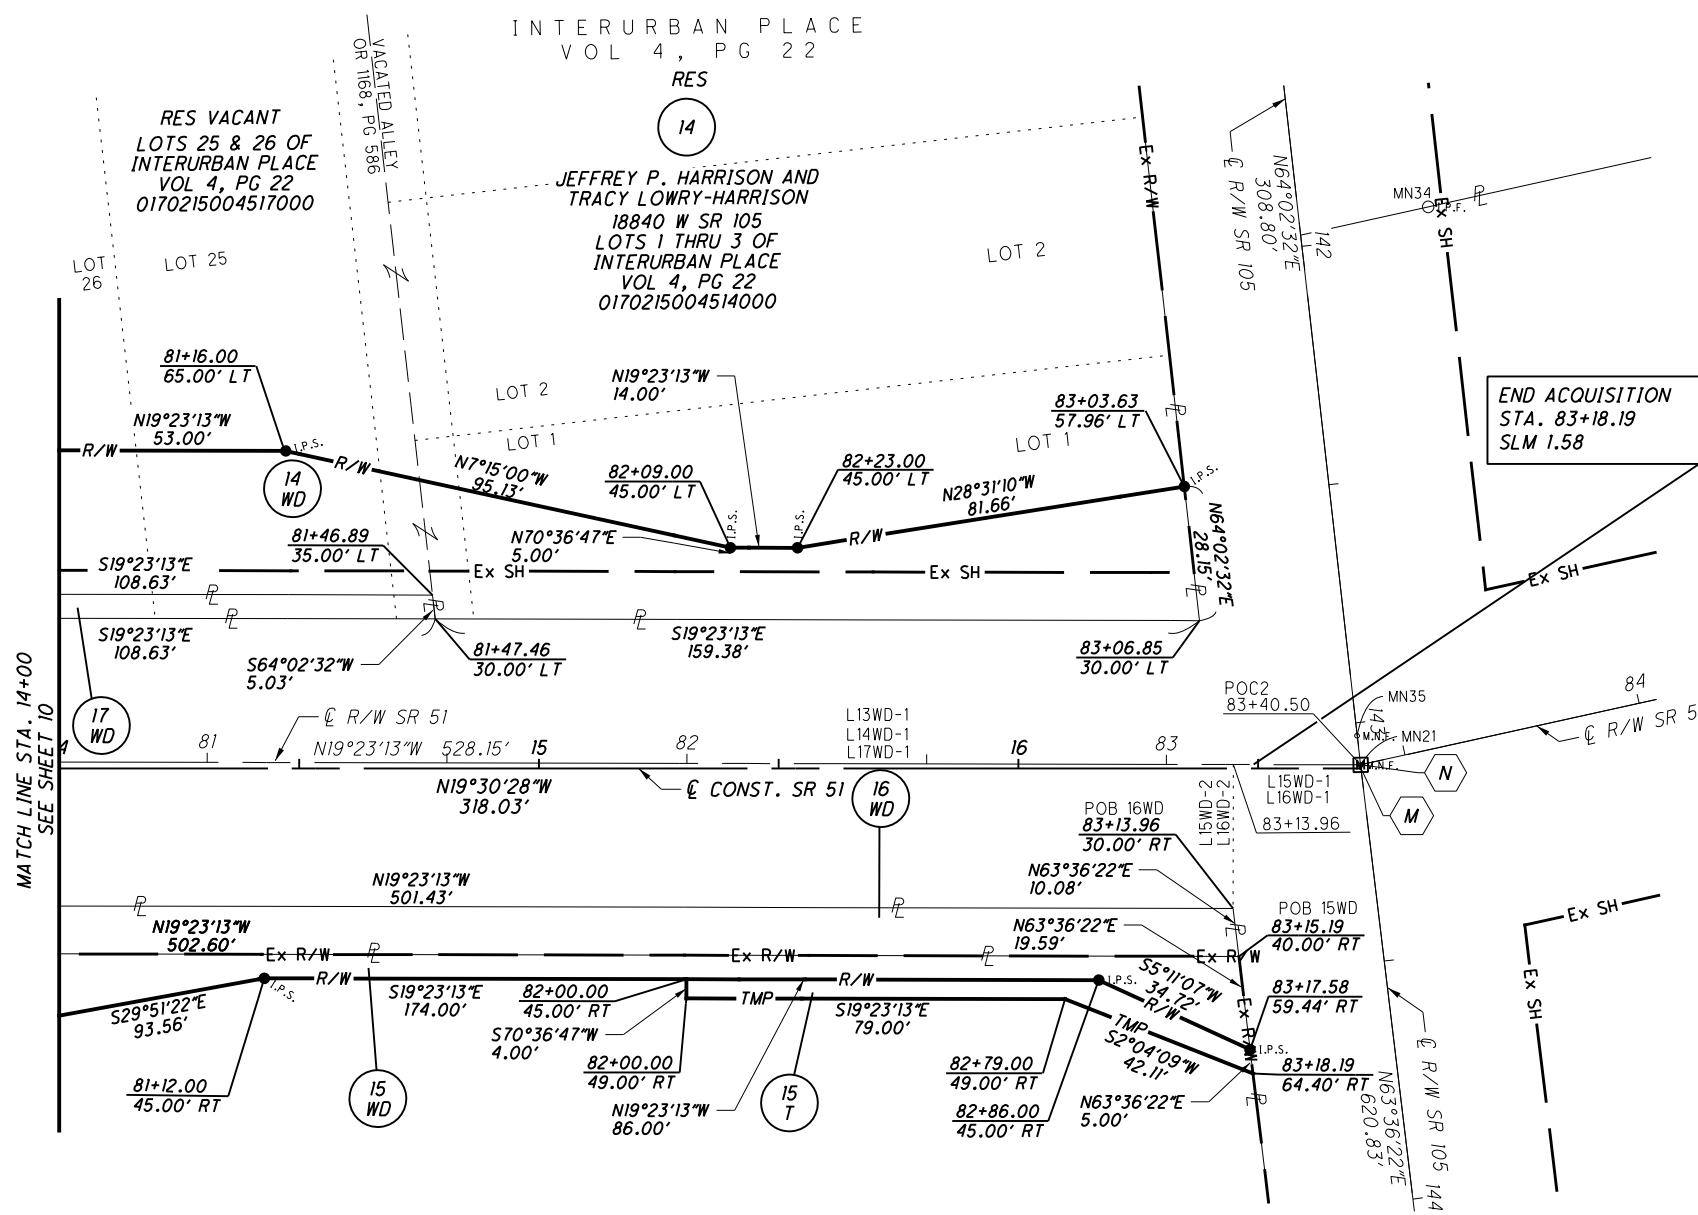 INTERURBAN PLACE
VOL 4, PG 22
RES
14
JEFFREY P. HARRISON AND
TRACY LOWRY-HARRISON
18840 W SR 105
LOTS 1 THRU 3 OF
INTERURBAN PLACE
VOL 4, PG 22
0170215004514000
VACATED ALLEY
OR 1168, PG 586
RES VACANT
LOTS 25 & 26 OF
INTERURBAN PLACE
VOL 4, PG 22
0170215004517000
LOT
26
LOT 25
LOT 2
LOT 2
LOT 1
LOT 1
Ex R/W
℄ R/W SR 105
N64°02'32"E
308.80'
142
MN34
I.P.F.
Ex SH
END ACQUISITION
STA. 83+18.19
SLM 1.58
81+16.00
65.00' LT
N19°23'13"W
53.00'
R/W
I.P.S.
14
WD
R/W
N7°15'00"W
95.13'
N19°23'13"W
14.00'
82+09.00
45.00' LT
I.P.S.
82+23.00
45.00' LT
I.P.S.
83+03.63
57.96' LT
I.P.S.
N28°31'10"W
81.66'
R/W
N64°02'32"E
28.15'
N70°36'47"E
5.00'
81+46.89
35.00' LT
S19°23'13"E
108.63'
Ex SH
Ex SH
Ex SH
S19°23'13"E
108.63'
S64°02'32"W
5.03'
81+47.46
30.00' LT
S19°23'13"E
159.38'
83+06.85
30.00' LT
MATCH LINE STA. 14+00
SEE SHEET 10
17
WD
4
81
℄ R/W SR 51
N19°23'13"W 528.15'
15
82
L13WD-1
L14WD-1
L17WD-1
16
83
POC2
83+40.50
MN35
143
M.N.F.
MN21
M.N.F.
84
℄ R/W SR 5
N
M
N19°30'28"W
318.03'
℄ CONST. SR 51
16
WD
L15WD-2
L16WD-2
L15WD-1
L16WD-1
83+13.96
POB 16WD
83+13.96
30.00' RT
N63°36'22"E
10.08'
N19°23'13"W
501.43'
POB 15WD
83+15.19
40.00' RT
N63°36'22"E
19.59'
N19°23'13"W
502.60'
Ex R/W
Ex R/W
Ex R/W
Ex SH
Ex SH
I.P.S.
R/W
S19°23'13"E
174.00'
82+00.00
45.00' RT
R/W
I.P.S.
S5°11'07"W
34.72'
R/W
83+17.58
59.44' RT
Ex R/W
I.P.S.
S29°51'22"E
93.56'
S70°36'47"W
4.00'
TMP
S19°23'13"E
79.00'
TMP
S2°04'09"W
42.11'
81+12.00
45.00' RT
15
WD
82+00.00
49.00' RT
N19°23'13"W
86.00'
15
T
82+79.00
49.00' RT
82+86.00
45.00' RT
83+18.19
64.40' RT
N63°36'22"E
5.00'
N63°36'22"E
620.83'
℄ R/W SR 105
144